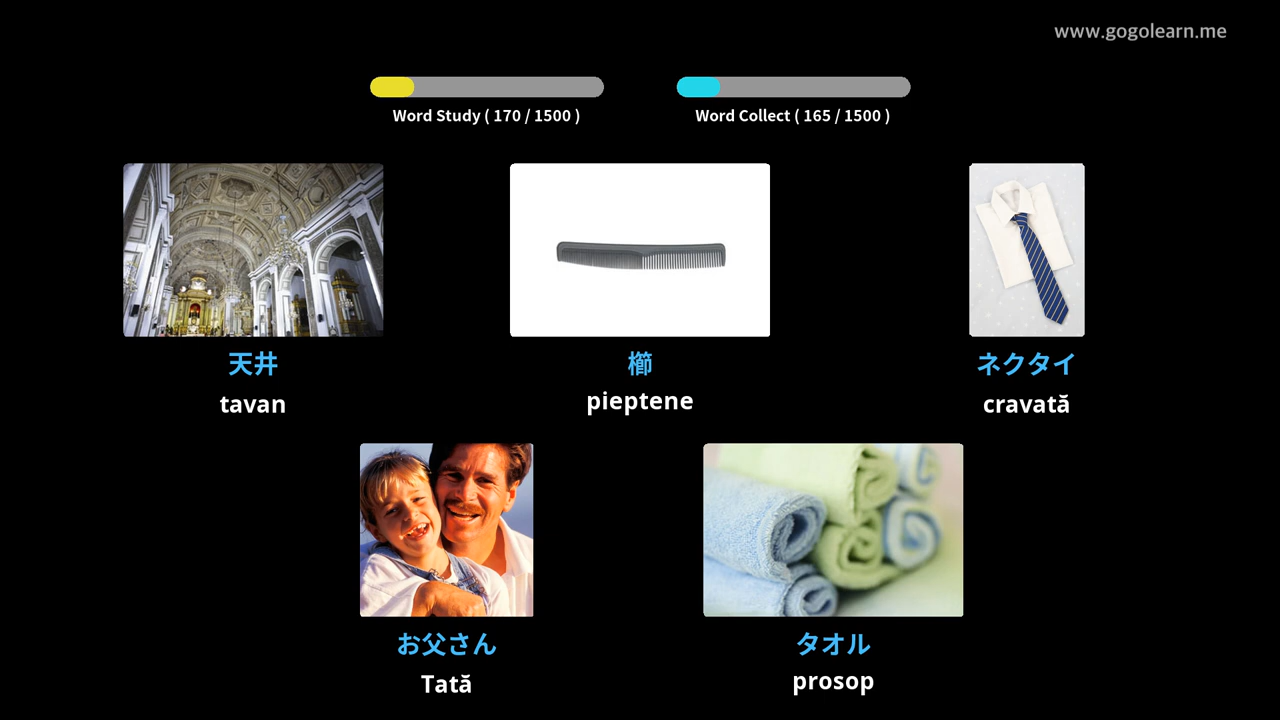 www.gogolearn.me
Word Study ( 170 / 1500 )
Word Collect ( 165 / 1500 )
天井
tavan
櫛
pieptene
ネクタイ
cravată
お父さん
Tată
タオル
prosop